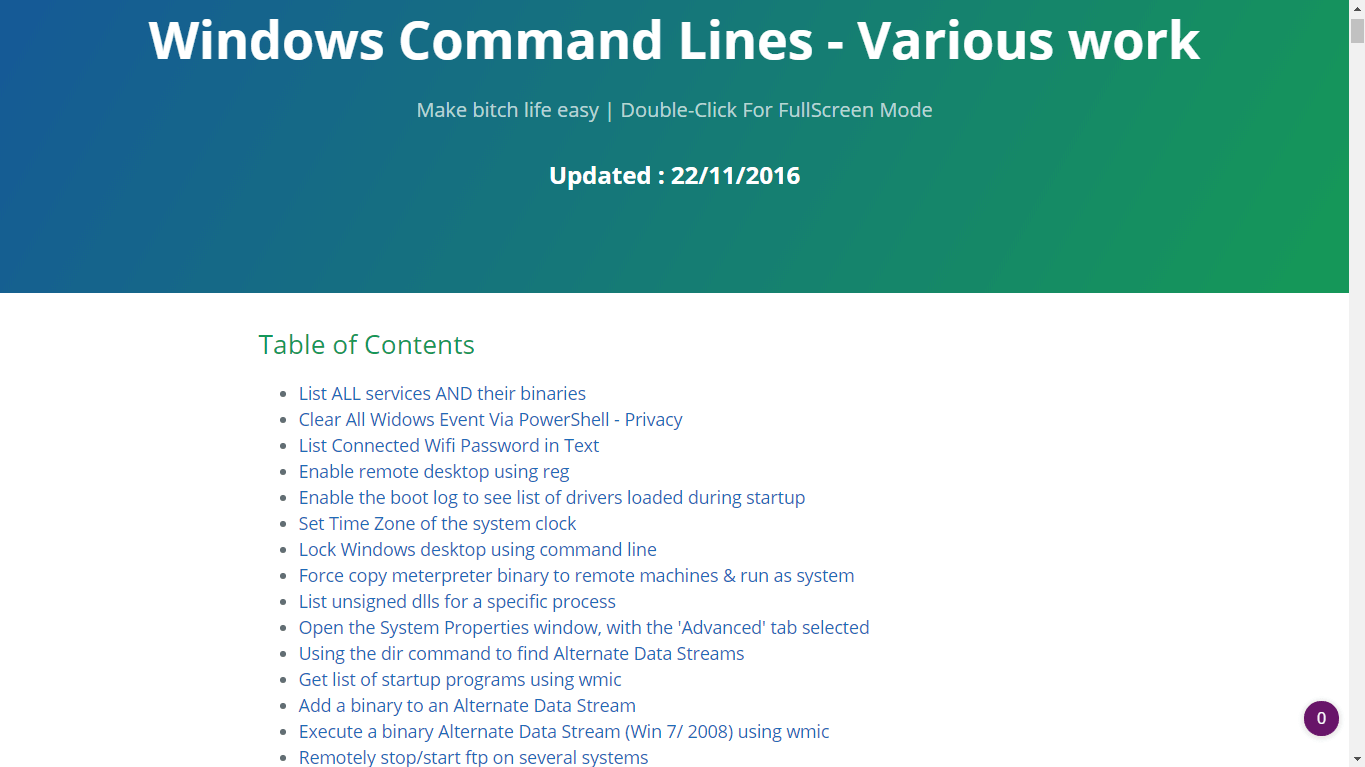 Windows Command Lines - Various work
Make bitch life easy | Double-Click For FullScreen Mode
Updated : 22/11/2016
Table of Contents
List ALL services AND their binaries
Clear All Widows Event Via PowerShell - Privacy
List Connected Wifi Password in Text
Enable remote desktop using reg
Enable the boot log to see list of drivers loaded during startup
Set Time Zone of the system clock
Lock Windows desktop using command line
Force copy meterpreter binary to remote machines & run as system
List unsigned dlls for a specific process
Open the System Properties window, with the 'Advanced' tab selected
Using the dir command to find Alternate Data Streams
Get list of startup programs using wmic
Add a binary to an Alternate Data Stream
Execute a binary Alternate Data Stream (Win 7/ 2008) using wmic
Remotely stop/start ftp on several systems
0